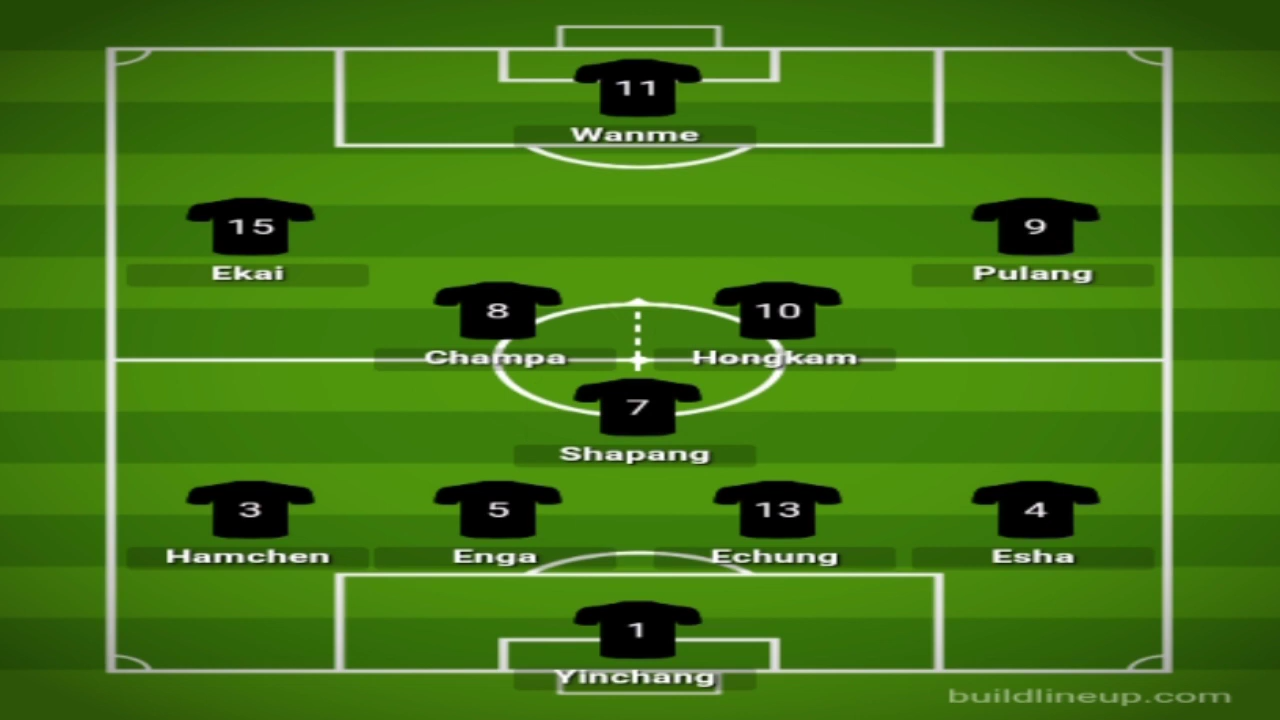 11
Wanme
15
Ekai
9
Pulang
8
Champa
10
Hongkam
7
Shapang
3
Hamchen
5
Enga
13
Echung
4
Esha
1
Yinchang
buildlineup.com